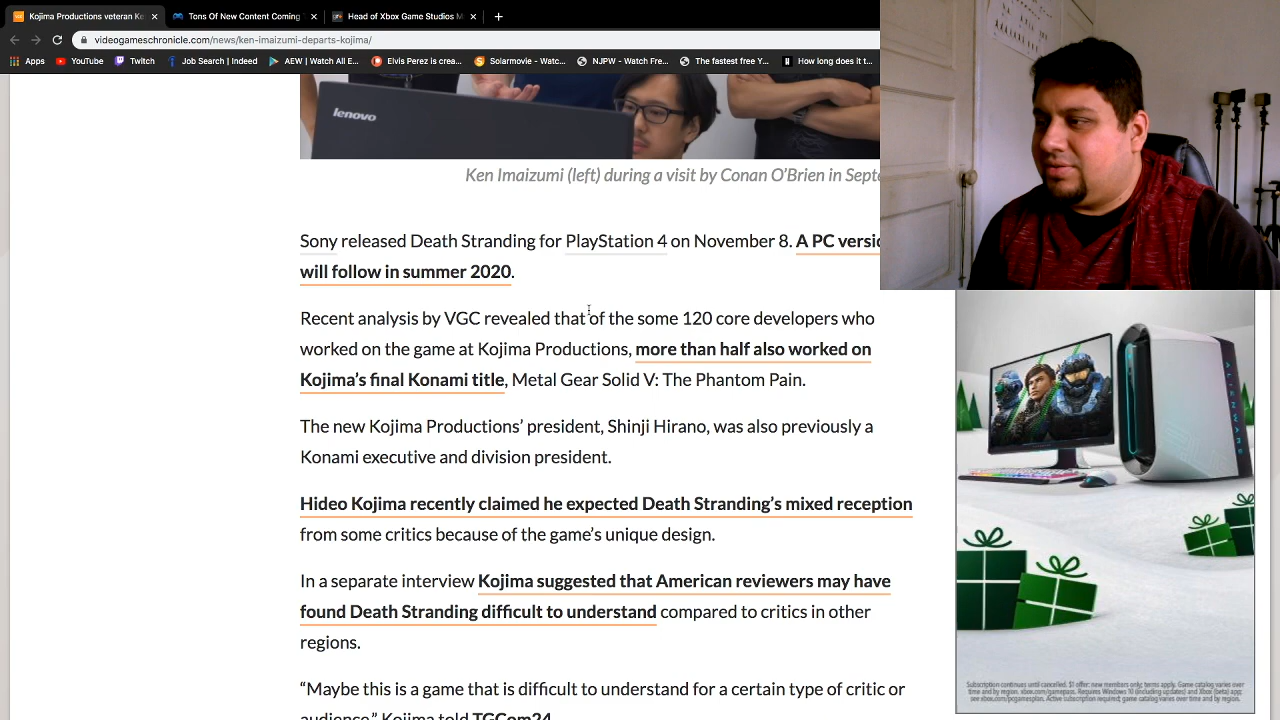 Kojima Productions veteran Ke
Tons Of New Content Coming
Head of Xbox Game Studios M
videogameschronicle.com/news/ken-imaizumi-departs-kojima/
Apps YouTube Twitch Job Search | Indeed AEW | Watch All E... Elvis Perez is crea... Solarmovie - Watc... NJPW - Watch Fre... The fastest free Y... How long does it t...
lenovo
Ken Imaizumi (left) during a visit by Conan O’Brien in Septe
Sony released Death Stranding for PlayStation 4 on November 8. A PC versio
will follow in summer 2020.
Recent analysis by VGC revealed that of the some 120 core developers who
worked on the game at Kojima Productions, more than half also worked on
Kojima’s final Konami title, Metal Gear Solid V: The Phantom Pain.
The new Kojima Productions’ president, Shinji Hirano, was also previously a
Konami executive and division president.
Hideo Kojima recently claimed he expected Death Stranding’s mixed reception
from some critics because of the game’s unique design.
In a separate interview Kojima suggested that American reviewers may have
found Death Stranding difficult to understand compared to critics in other
regions.
“Maybe this is a game that is difficult to understand for a certain type of critic or
audience,” Kojima told TGCom24.
ALIENWARE
Subscription continues until cancelled. $1 offer: new members only; terms apply. Game catalog varies over
time and by region. xbox.com/gamepass. Requires Windows 10 (including updates) and Xbox (beta)
app; Active subscription required; game catalog varies over time and by region.